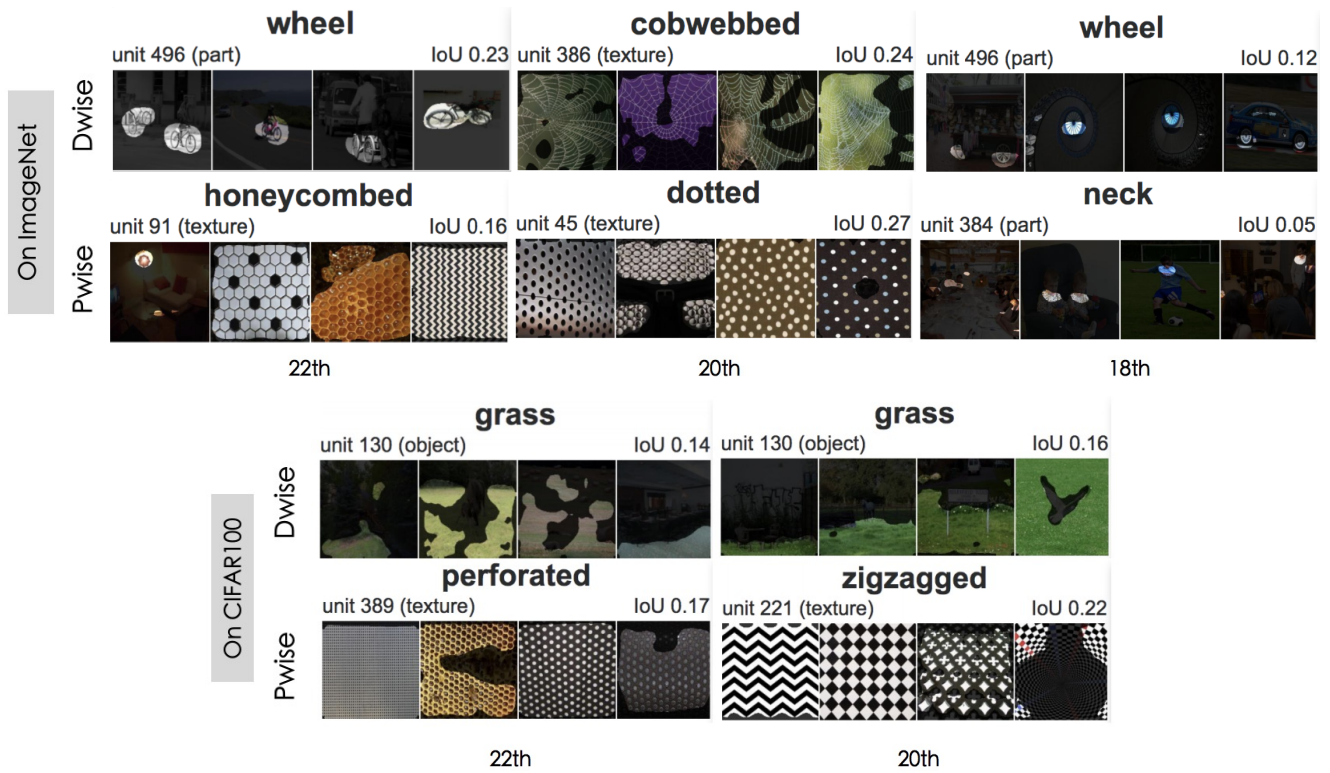 On ImageNet
Dwise
wheel
unit 496 (part) IoU 0.23
cobwebbed
unit 386 (texture) IoU 0.24
wheel
unit 496 (part) IoU 0.12
Pwise
honeycombed
unit 91 (texture) IoU 0.16
dotted
unit 45 (texture) IoU 0.27
neck
unit 384 (part) IoU 0.05
22th
20th
18th
On CIFAR100
Dwise
grass
unit 130 (object) IoU 0.14
grass
unit 130 (object) IoU 0.16
Pwise
perforated
unit 389 (texture) IoU 0.17
zigzagged
unit 221 (texture) IoU 0.22
22th
20th